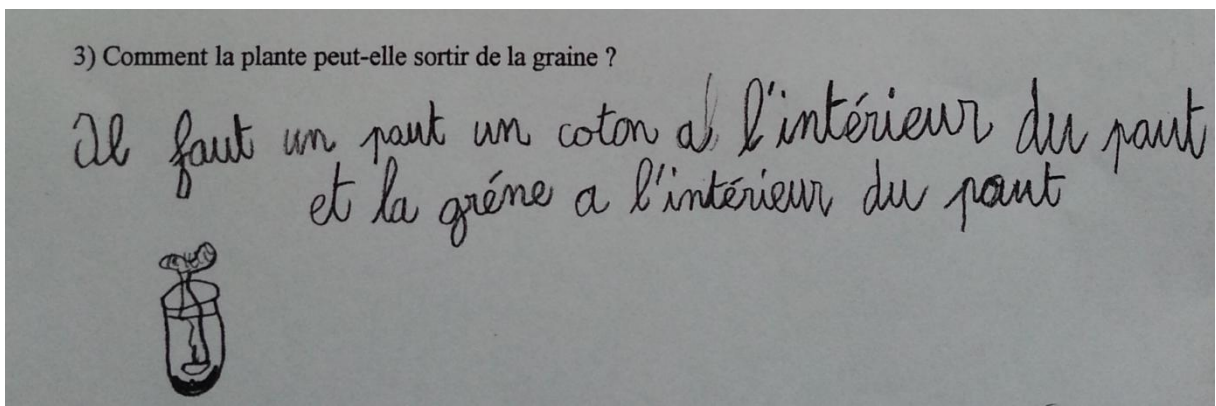 3) Comment la plante peut-elle sortir de la graine ?
Il faut un paut un coton a l'intérieur du paut
et la gréne a l'intérieur du paut